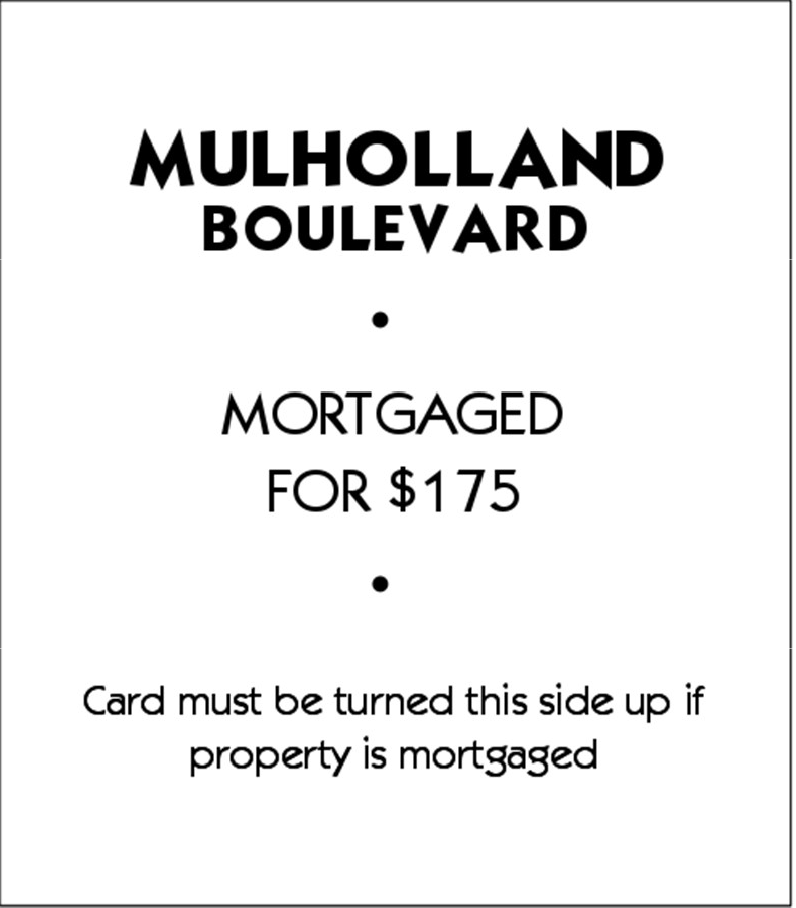 MULHOLLAND
BOULEVARD
•
MORTGAGED
FOR $175
•
Card must be turned this side up if
property is mortgaged